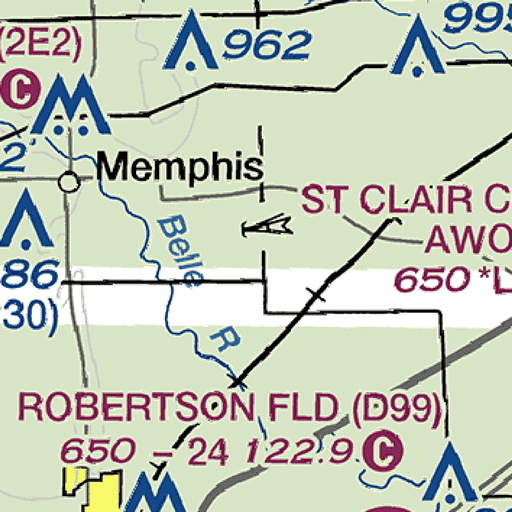 (2E2)
962
995
C
2'
Memphis
ST CLAIR C
AWO
Belle
86
650 *L
30)
R
ROBERTSON FLD (D99)
650 - 24 122.9 C